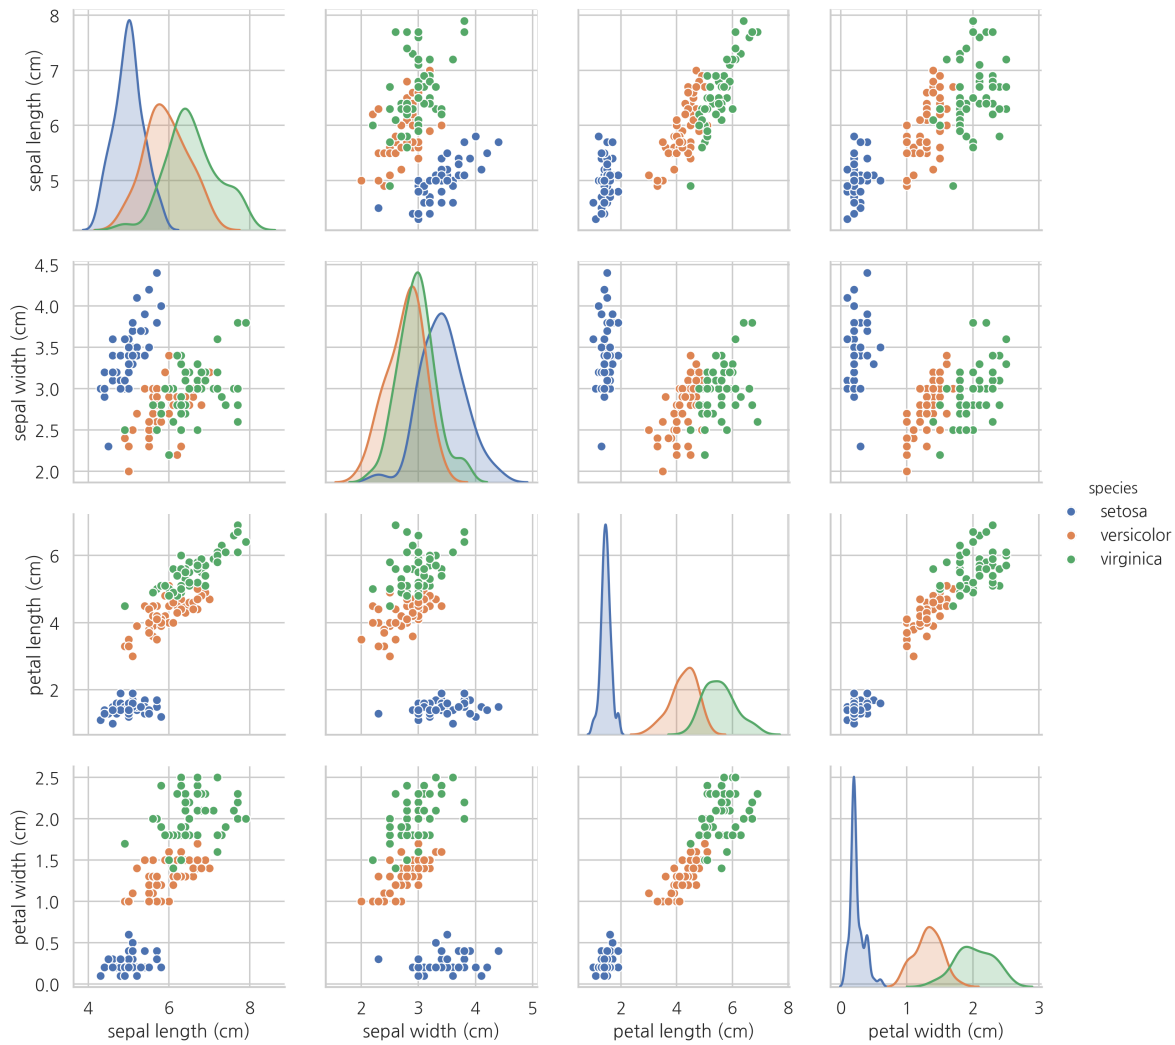 8
7
6
5
sepal length (cm)
4.5
4.0
3.5
3.0
2.5
2.0
sepal width (cm)
species
setosa
versicolor
virginica
6
4
2
petal length (cm)
2.5
2.0
1.5
1.0
0.5
0.0
petal width (cm)
4 6 8
sepal length (cm)
2 3 4 5
sepal width (cm)
2 4 6 8
petal length (cm)
0 1 2 3
petal width (cm)